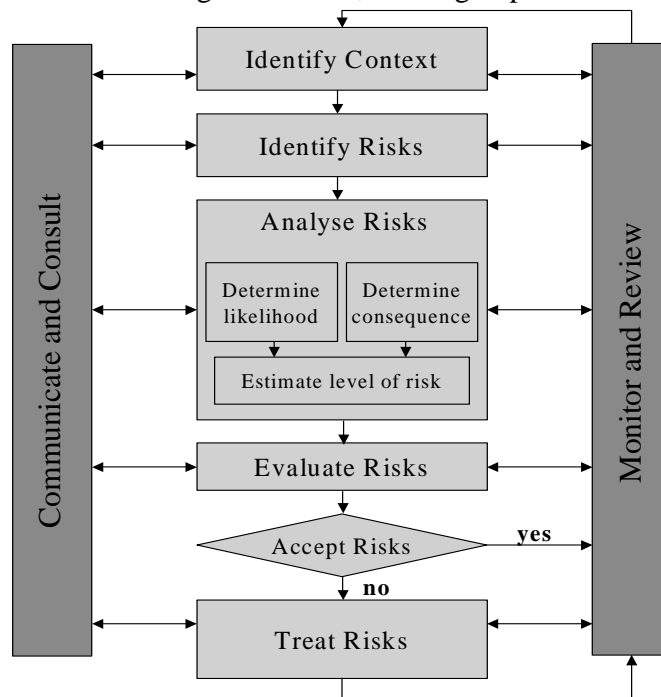 Identify Context
Identify Risks
Analyse Risks
Determine
likelihood
Determine
consequence
Estimate level of risk
Evaluate Risks
Accept Risks
yes
no
Treat Risks
Communicate and Consult
Monitor and Review